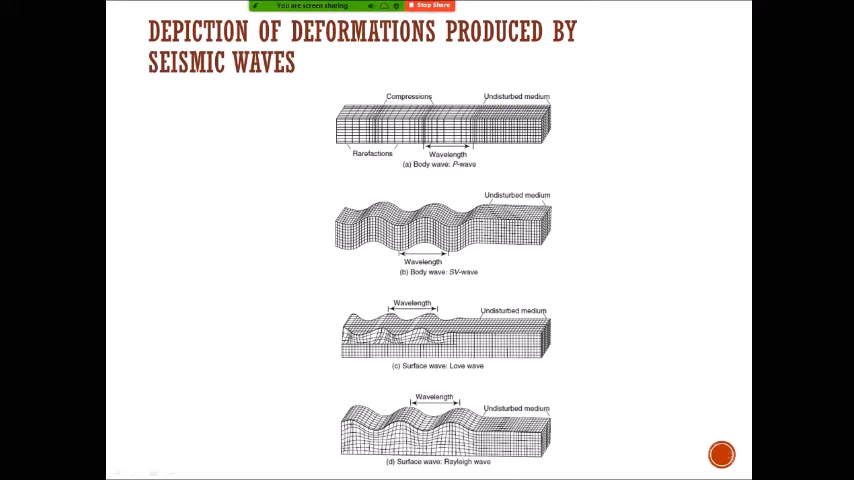 You are screen sharing
Stop Share
DEPICTION OF DEFORMATIONS PRODUCED BY
SEISMIC WAVES
Compressions
Undisturbed medium
Rarefactions
Wavelength
(a) Body wave: P-wave
Undisturbed medium
Wavelength
(b) Body wave: SV-wave
Wavelength
Undisturbed medium
(c) Surface wave: Love wave
Wavelength
Undisturbed medium
(d) Surface wave: Rayleigh wave